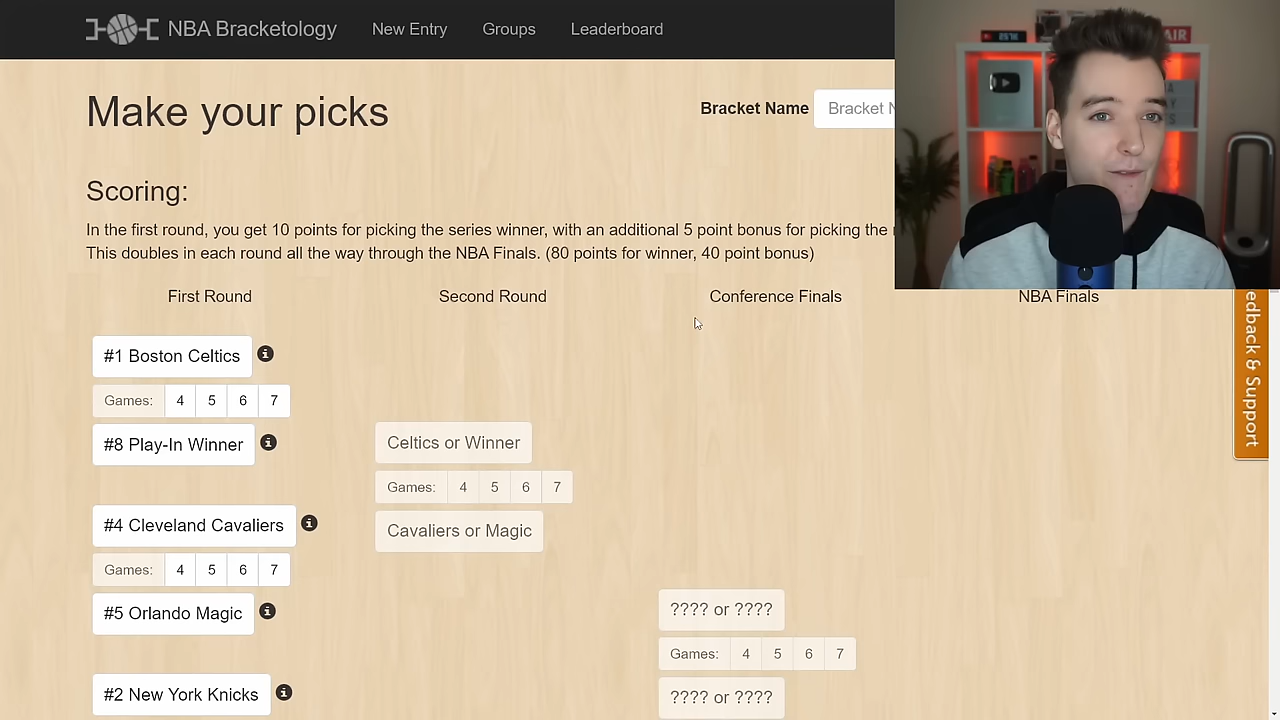 NBA Bracketology
New Entry
Groups
Leaderboard
Make your picks
Bracket Name
Bracket N
Scoring:
In the first round, you get 10 points for picking the series winner, with an additional 5 point bonus for picking the
This doubles in each round all the way through the NBA Finals. (80 points for winner, 40 point bonus)
First Round
Second Round
Conference Finals
NBA Finals
#1 Boston Celtics
Games: 4 5 6 7
#8 Play-In Winner
Celtics or Winner
Games: 4 5 6 7
Cavaliers or Magic
#4 Cleveland Cavaliers
Games: 4 5 6 7
#5 Orlando Magic
???? or ????
Games: 4 5 6 7
???? or ????
#2 New York Knicks
edback & Support
AIR